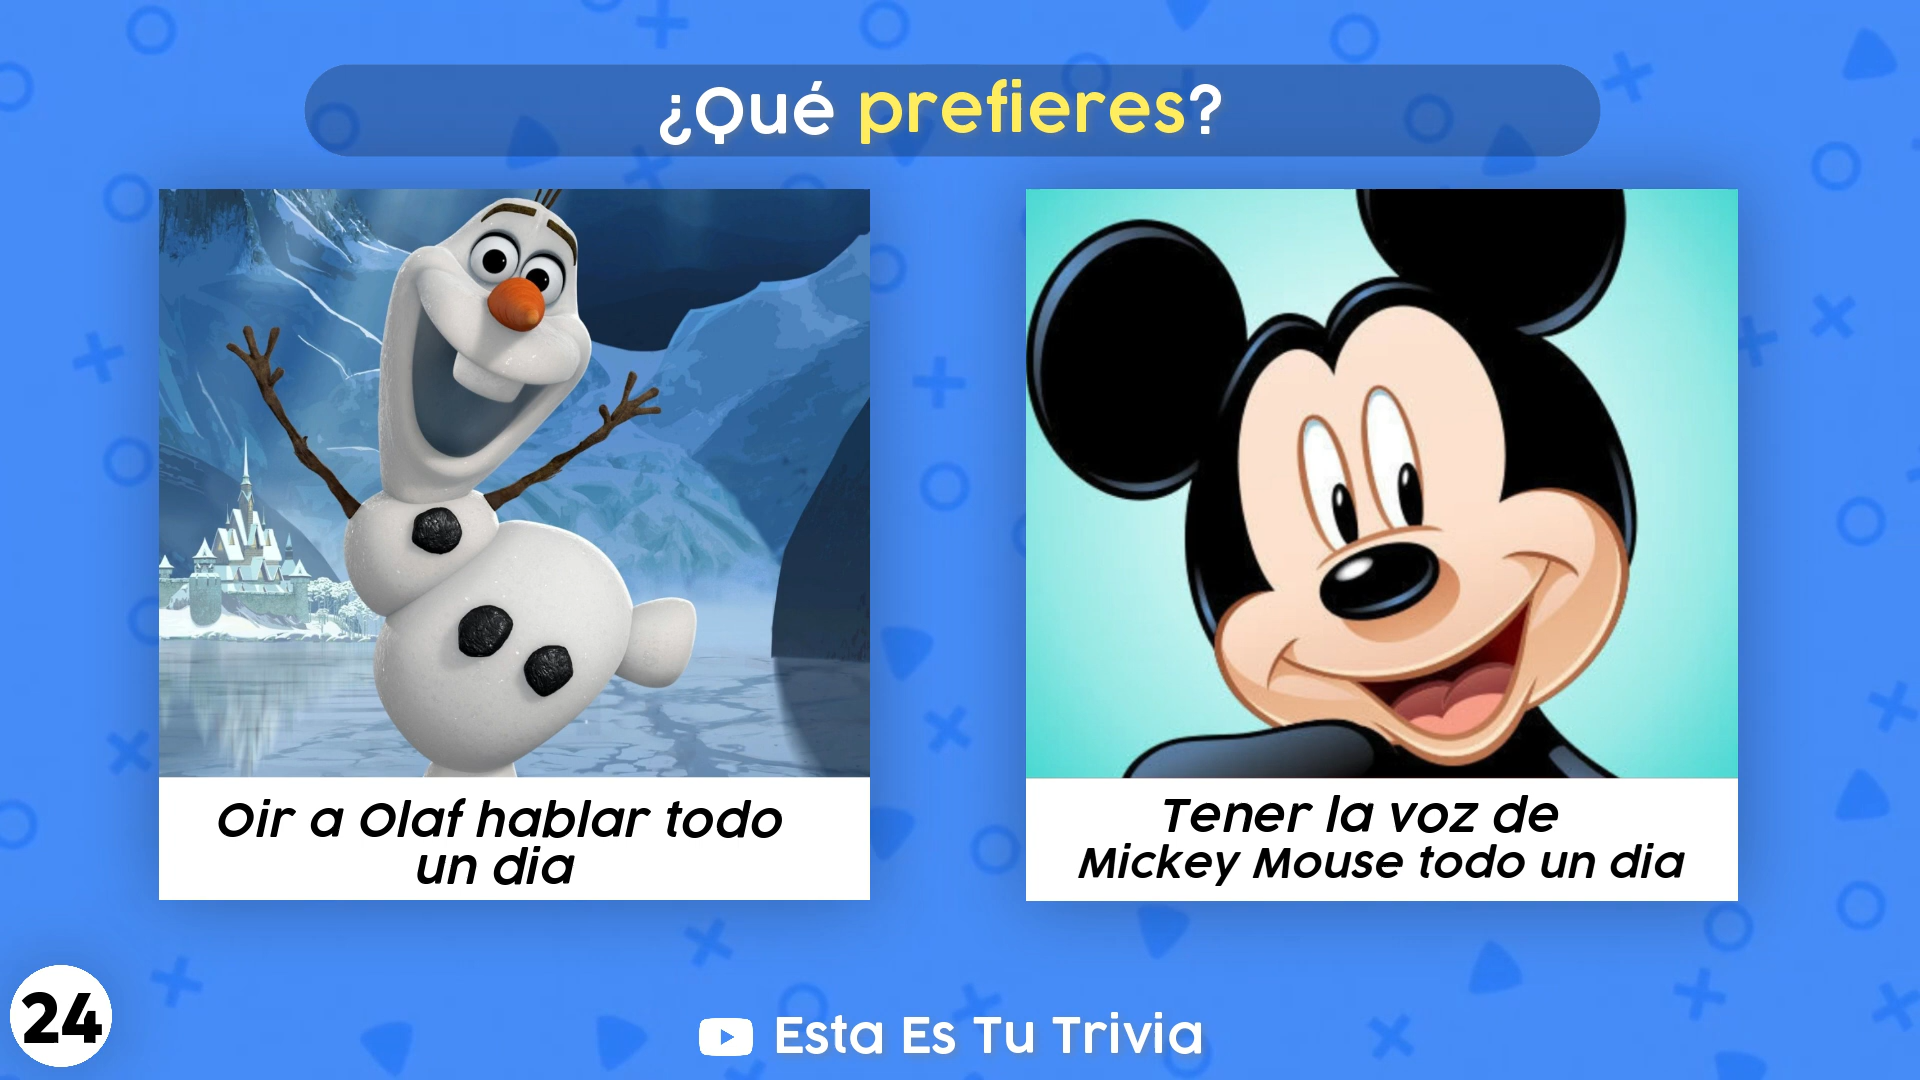 ¿Qué prefieres?
Oir a Olaf hablar todo
un dia
Tener la voz de
Mickey Mouse todo un dia
24
Esta Es Tu Trivia